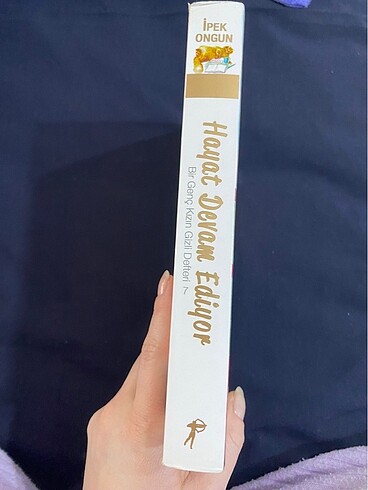 İPEK
ONGUN
Hayat Devam Ediyor
Bir Genç Kızın Gizli Defteri 7